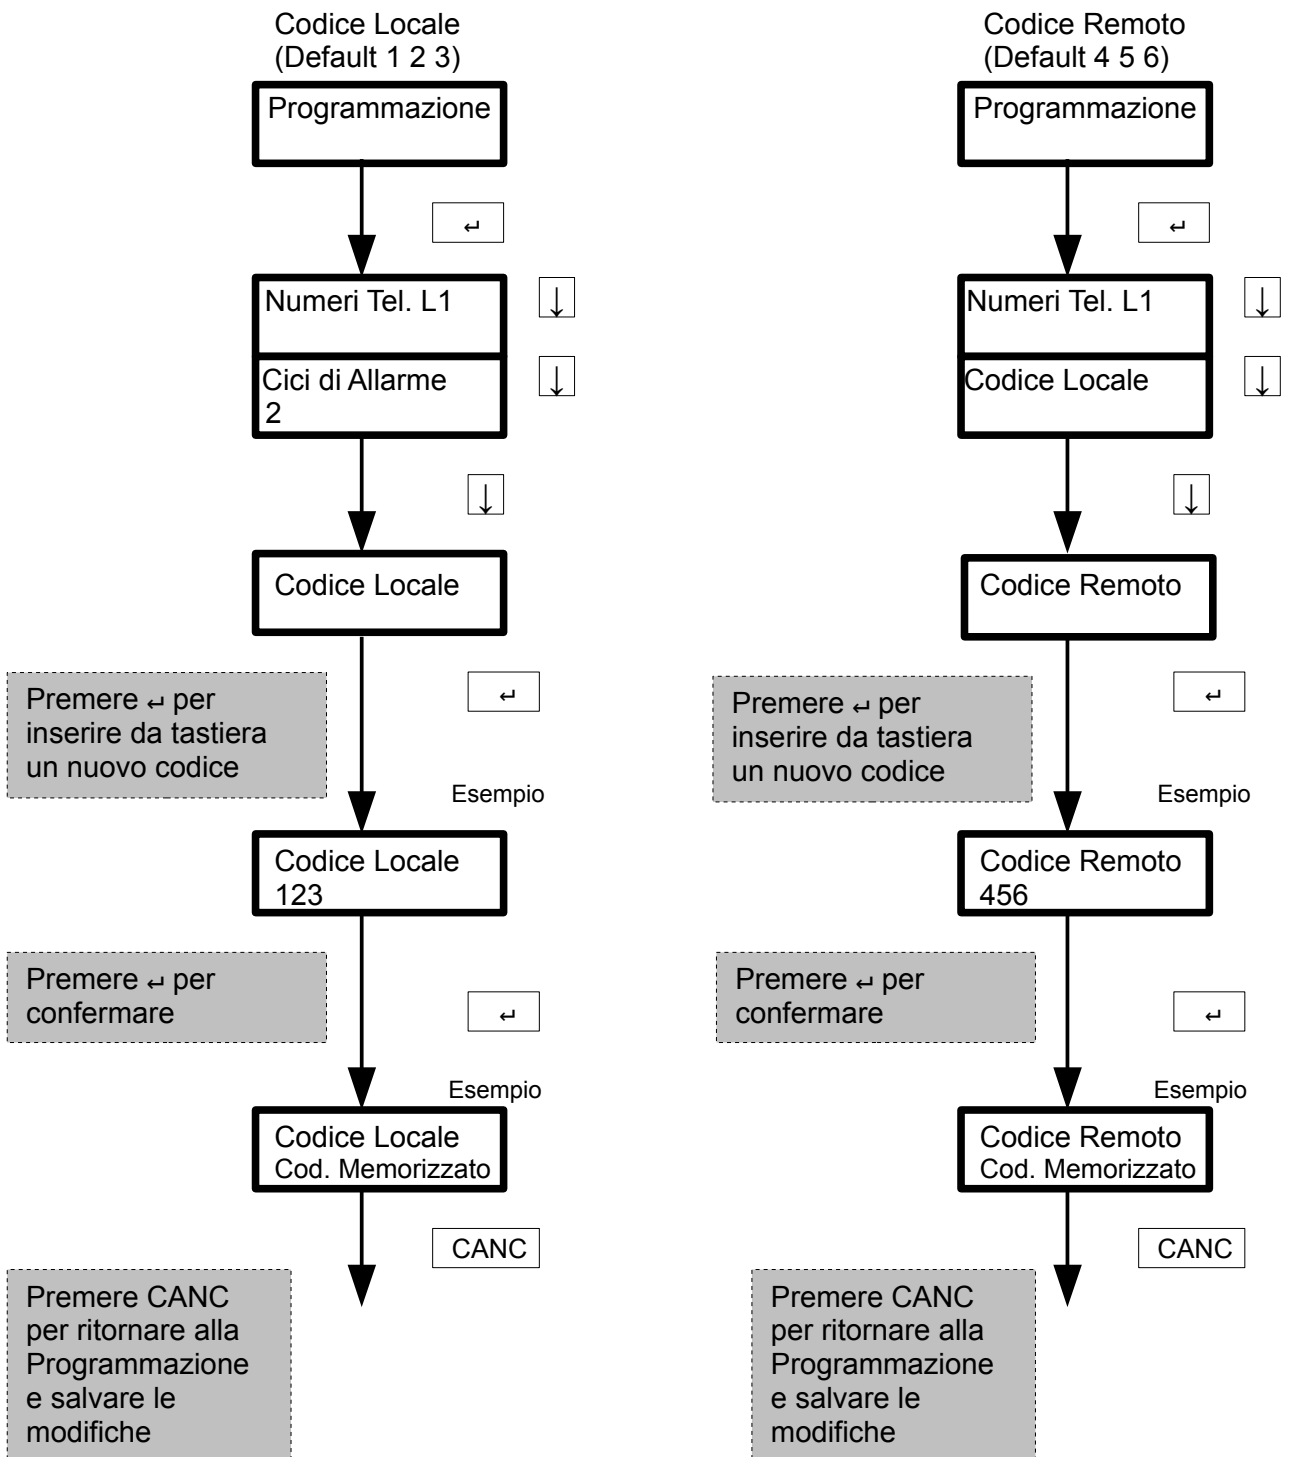 Codice Locale
(Default 1 2 3)
Programmazione
↵
Numeri Tel. L1
↓
Cici di Allarme
2
↓
↓
Codice Locale
↵
Premere ↵ per
inserire da tastiera
un nuovo codice
Esempio
Codice Locale
123
Premere ↵ per
confermare
↵
Esempio
Codice Locale
Cod. Memorizzato
CANC
Premere CANC
per ritornare alla
Programmazione
e salvare le
modifiche
Codice Remoto
(Default 4 5 6)
Programmazione
↵
Numeri Tel. L1
↓
Codice Locale
↓
↓
Codice Remoto
↵
Premere ↵ per
inserire da tastiera
un nuovo codice
Esempio
Codice Remoto
456
Premere ↵ per
confermare
↵
Esempio
Codice Remoto
Cod. Memorizzato
CANC
Premere CANC
per ritornare alla
Programmazione
e salvare le
modifiche